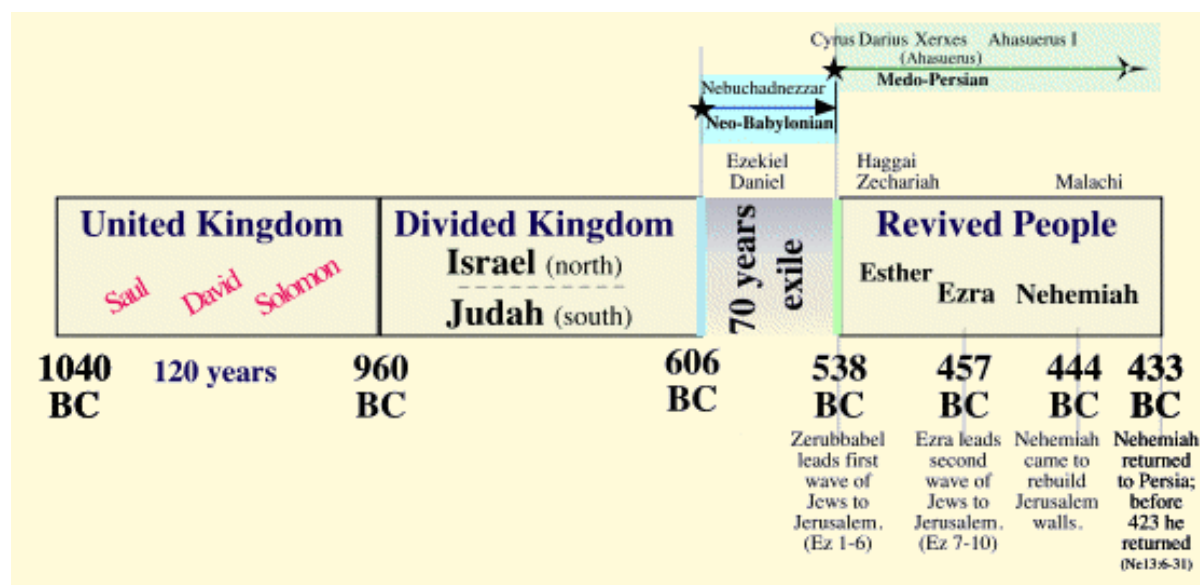 Cyrus Darius Xerxes Ahasuerus I
(Ahasuerus)
Medo-Persian
Nebuchadnezzar
Neo-Babylonian
Ezekiel
Daniel
Haggai
Zechariah
Malachi
United Kingdom
Saul David Solomon
Divided Kingdom
Israel (north)
Judah (south)
70 years
exile
Revived People
Esther
Ezra
Nehemiah
1040
BC
120 years
960
BC
606
BC
538
BC
457
BC
444
BC
433
BC
Zerubbabel
leads first
wave of
Jews to
Jerusalem.
(Ez 1-6)
Ezra leads
second
wave of
Jews to
Jerusalem.
(Ez 7-10)
Nehemiah
came to
rebuild
Jerusalem
walls.
Nehemiah
returned
to Persia;
before
423 he
returned
(Ne13:6-31)